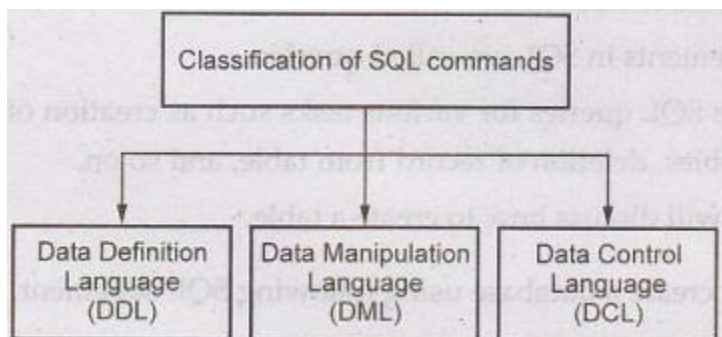 Classification of SQL commands
Data Definition
Language
(DDL)
Data Manipulation
Language
(DML)
Data Control
Language
(DCL)